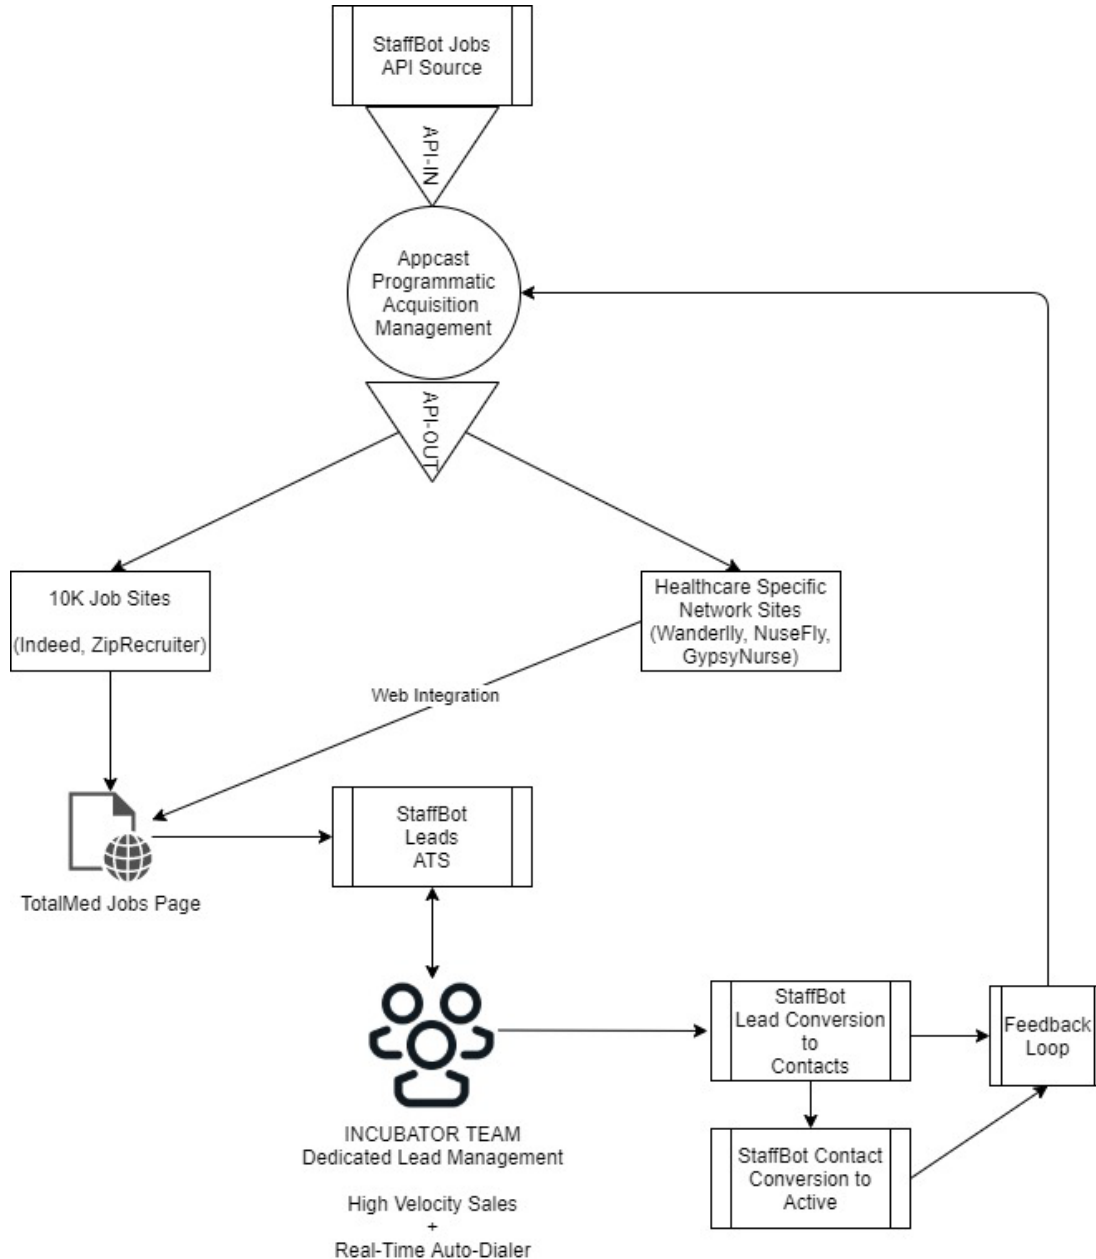 StaffBot Jobs
API Source
API-IN
Appcast
Programmatic
Acquisition
Management
API-OUT
10K Job Sites
(Indeed, ZipRecruiter)
Healthcare Specific
Network Sites
(Wanderlly, NuseFly,
GypsyNurse)
Web Integration
TotalMed Jobs Page
StaffBot
Leads
ATS
INCUBATOR TEAM
Dedicated Lead Management
High Velocity Sales
+
Real-Time Auto-Dialer
StaffBot
Lead Conversion
to
Contacts
Feedback
Loop
StaffBot Contact
Conversion to
Active